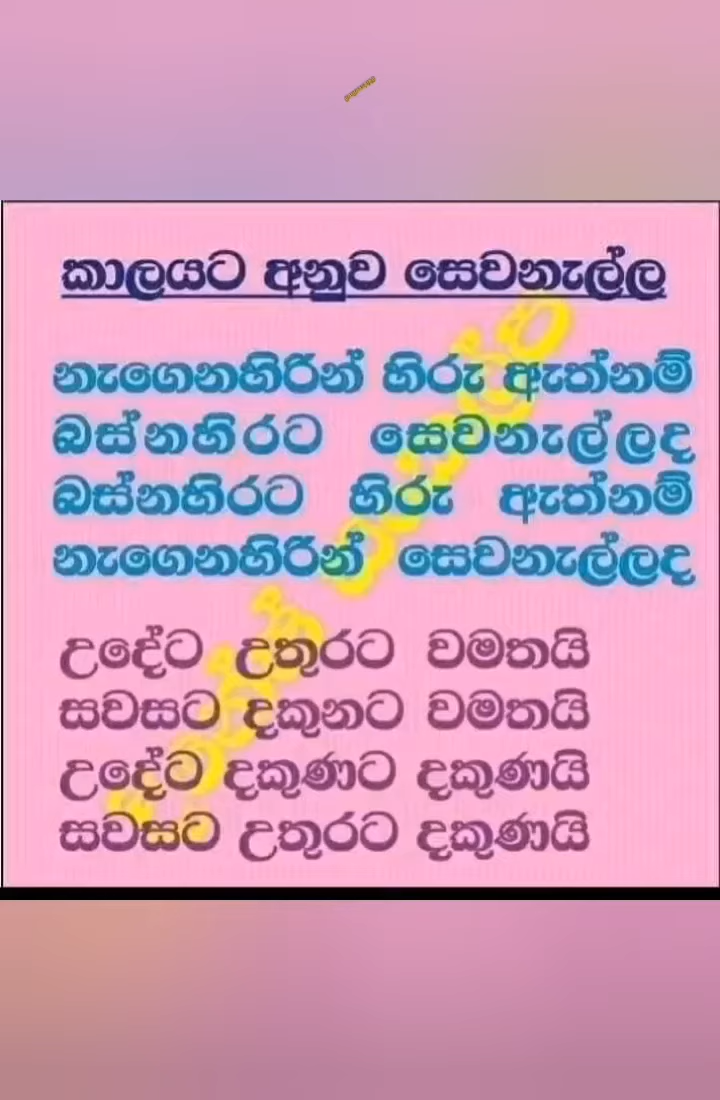 කාලයට අනුව සෙවනැල්ල
නැගෙනහිරින් හිරු ඇත්නම්
බස්නහිරට සෙවනැල්ලද
බස්නහිරට හිරු ඇත්නම්
නැගෙනහිරින් සෙවනැල්ලද
උදේට උතුරට වමතයි
සවසට දකුනට වමතයි
උදේට දකුණට දකුණයි
සවසට උතුරට දකුණයි